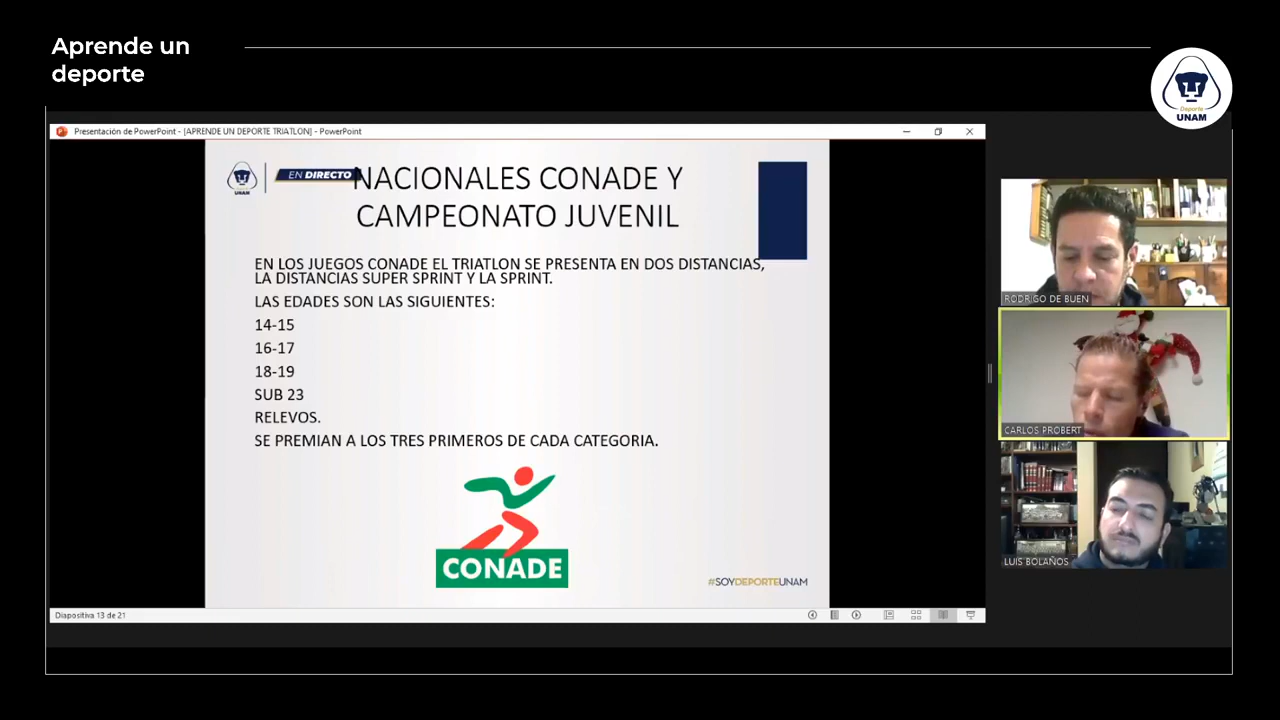 Aprende un
deporte
Deporte
UNAM
Presentación de PowerPoint - [APRENDE UN DEPORTE TRIATLON] - PowerPoint
UNAM
EN DIRECTO
NACIONALES CONADE Y
CAMPEONATO JUVENIL
EN LOS JUEGOS CONADE EL TRIATLON SE PRESENTA EN DOS DISTANCIAS,
LA DISTANCIAS SUPER SPRINT Y LA SPRINT.
LAS EDADES SON LAS SIGUIENTES:
14-15
16-17
18-19
SUB 23
RELEVOS.
SE PREMIAN A LOS TRES PRIMEROS DE CADA CATEGORIA.
CONADE
#SOYDEPORTEUNAM
Diapositiva 13 de 21
RODRIGO DE BUEN
CARLOS PROBERT
LUIS BOLAÑOS